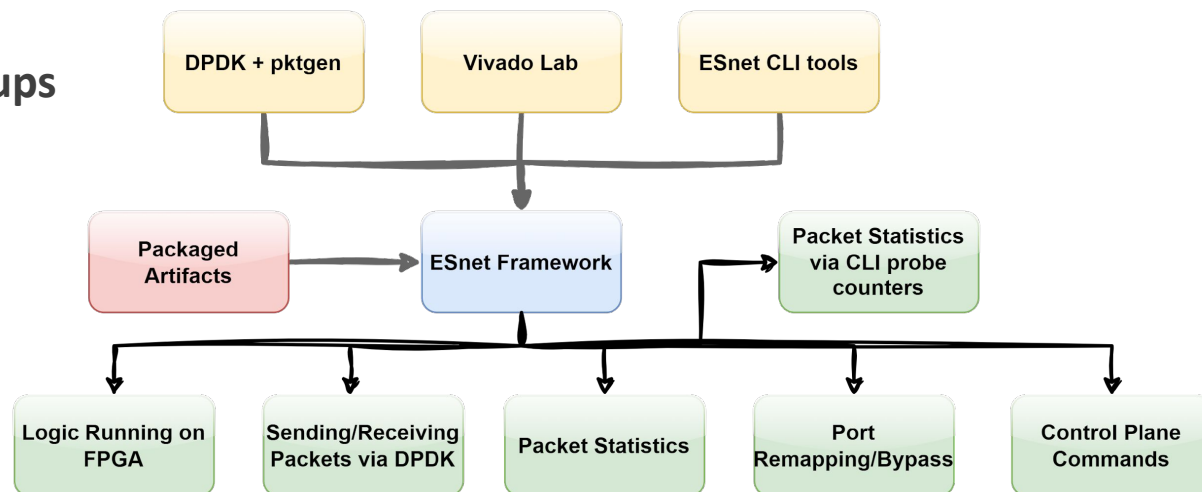 ups
DPDK + pktgen
Vivado Lab
ESnet CLI tools
Packaged
Artifacts
ESnet Framework
Packet Statistics
via CLI probe
counters
Logic Running on
FPGA
Sending/Receiving
Packets via DPDK
Packet Statistics
Port
Remapping/Bypass
Control Plane
Commands